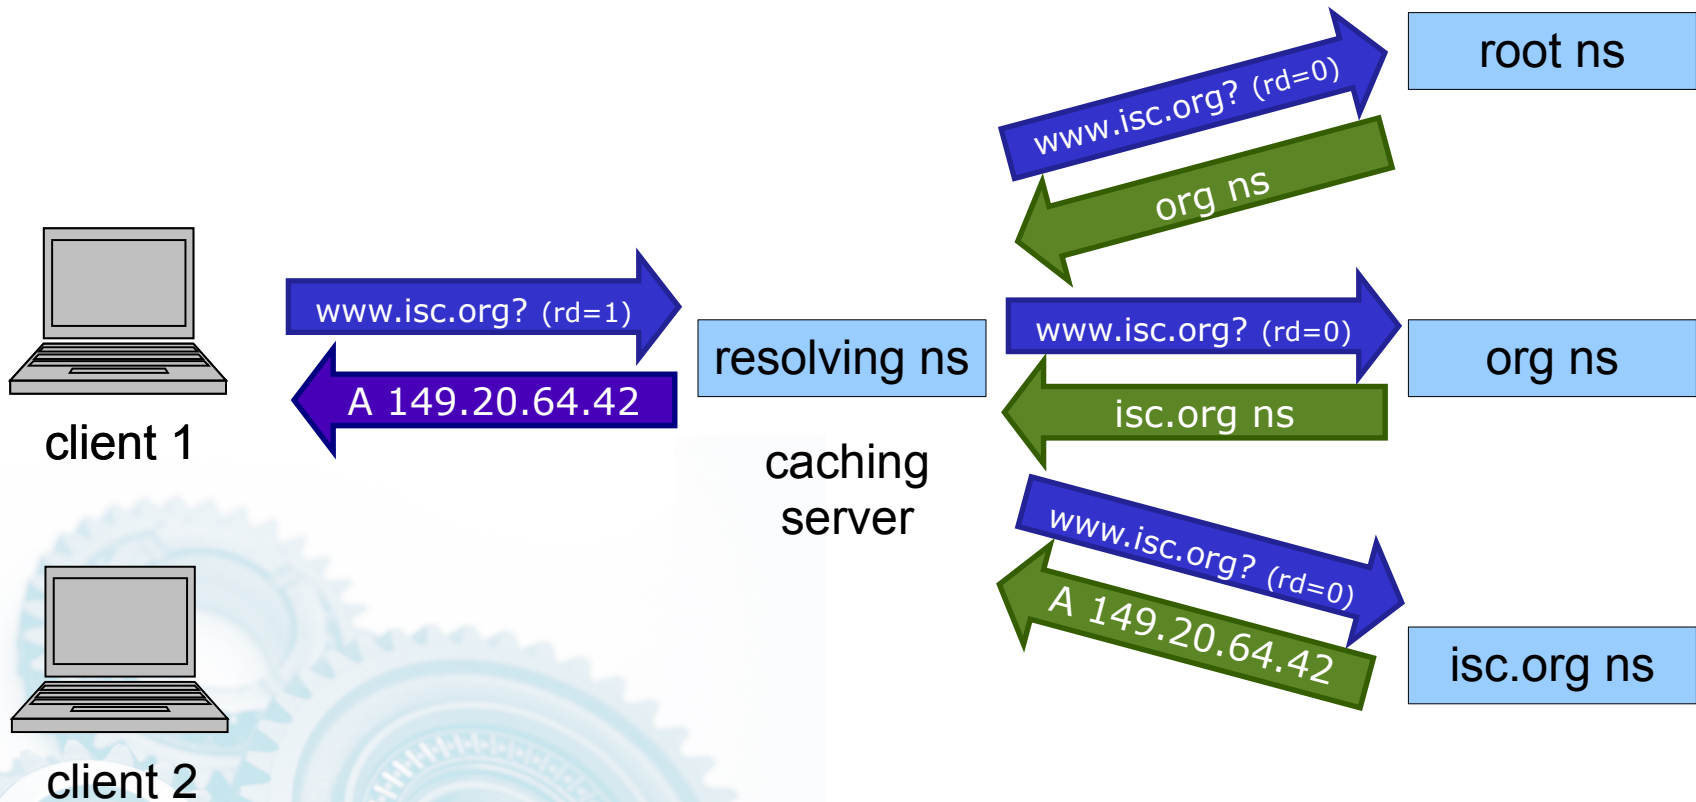 www.isc.org? (rd=0)
root ns
org ns
www.isc.org? (rd=1)
A 149.20.64.42
client 1
resolving ns
caching
server
www.isc.org? (rd=0)
isc.org ns
org ns
www.isc.org? (rd=0)
A 149.20.64.42
isc.org ns
client 2